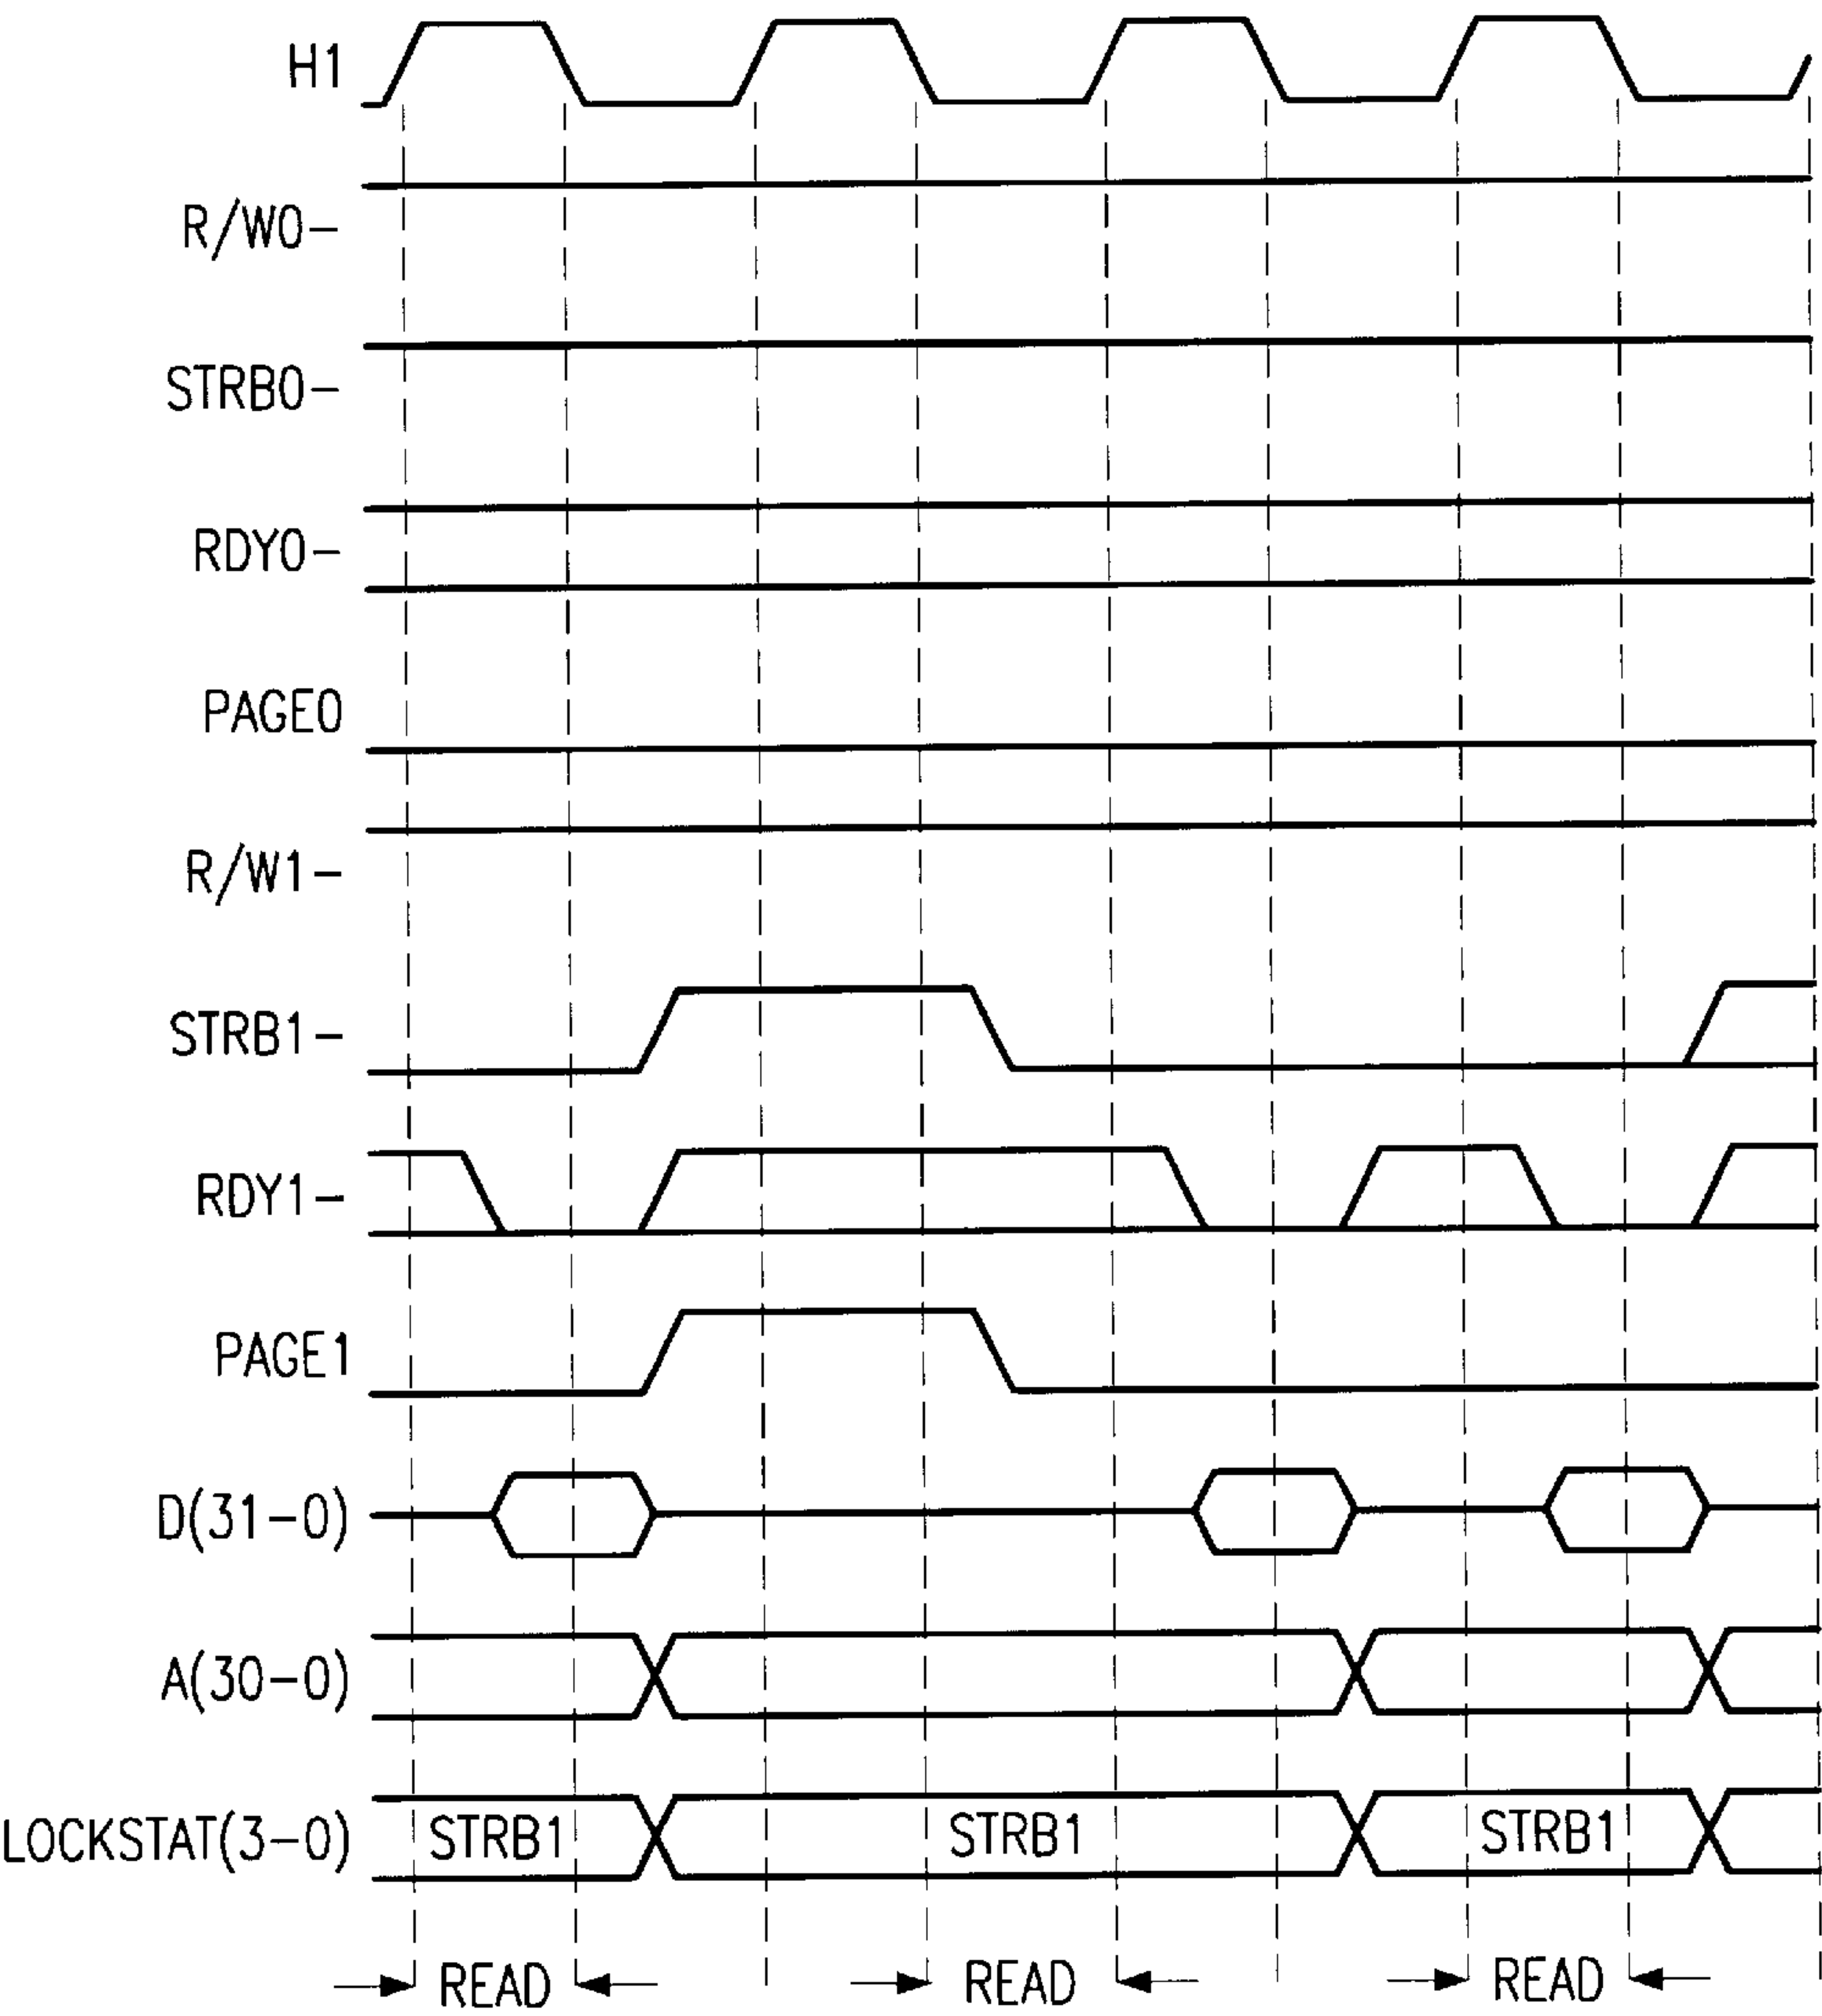 H1
R/W0-
STRB0-
RDY0-
PAGE0
R/W1-
STRB1-
RDY1-
PAGE1
D(31-0)
A(30-0)
LOCKSTAT(3-0) STRB1 STRB1 STRB1
READ READ READ